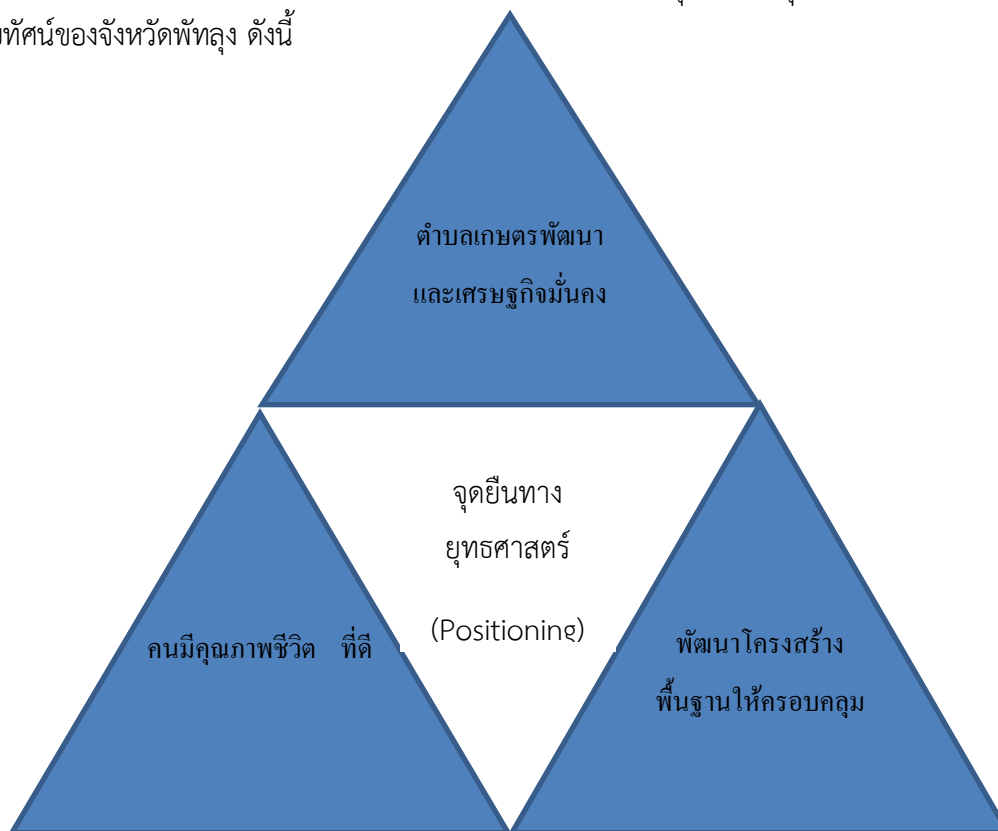 ทัศน์ของจังหวัดพัทลุง ดังนี้
ตำบลเกษตรพัฒนา
และเศรษฐกิจมั่นคง
จุดยืนทาง
ยุทธศาสตร์
(Positioning)
คนมีคุณภาพชีวิต ที่ดี
พัฒนาโครงสร้าง
พื้นฐานให้ครอบคลุม